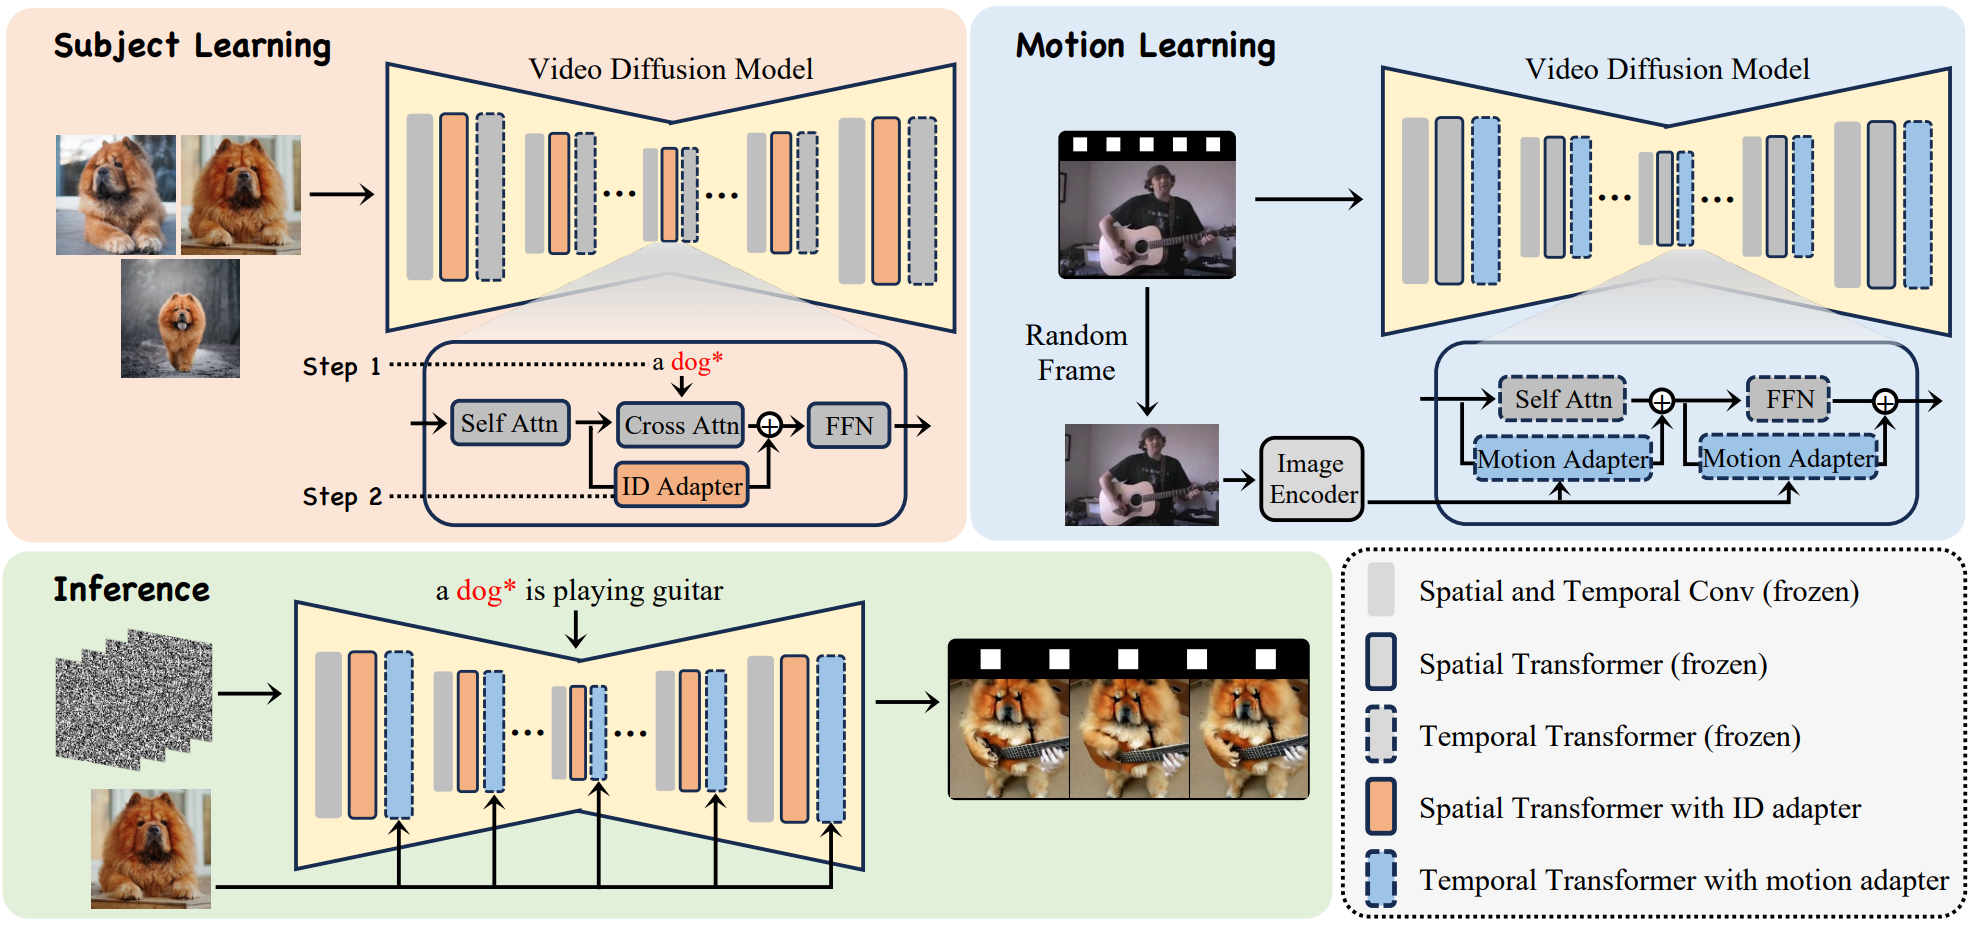 Subject Learning
Video Diffusion Model
Step 1
a dog*
Self Attn
Cross Attn
+
FFN
ID Adapter
Step 2
Motion Learning
Video Diffusion Model
Random
Frame
Image
Encoder
Self Attn
+
FFN
+
Motion Adapter
Motion Adapter
Inference
a dog* is playing guitar
Spatial and Temporal Conv (frozen)
Spatial Transformer (frozen)
Temporal Transformer (frozen)
Spatial Transformer with ID adapter
Temporal Transformer with motion adapter